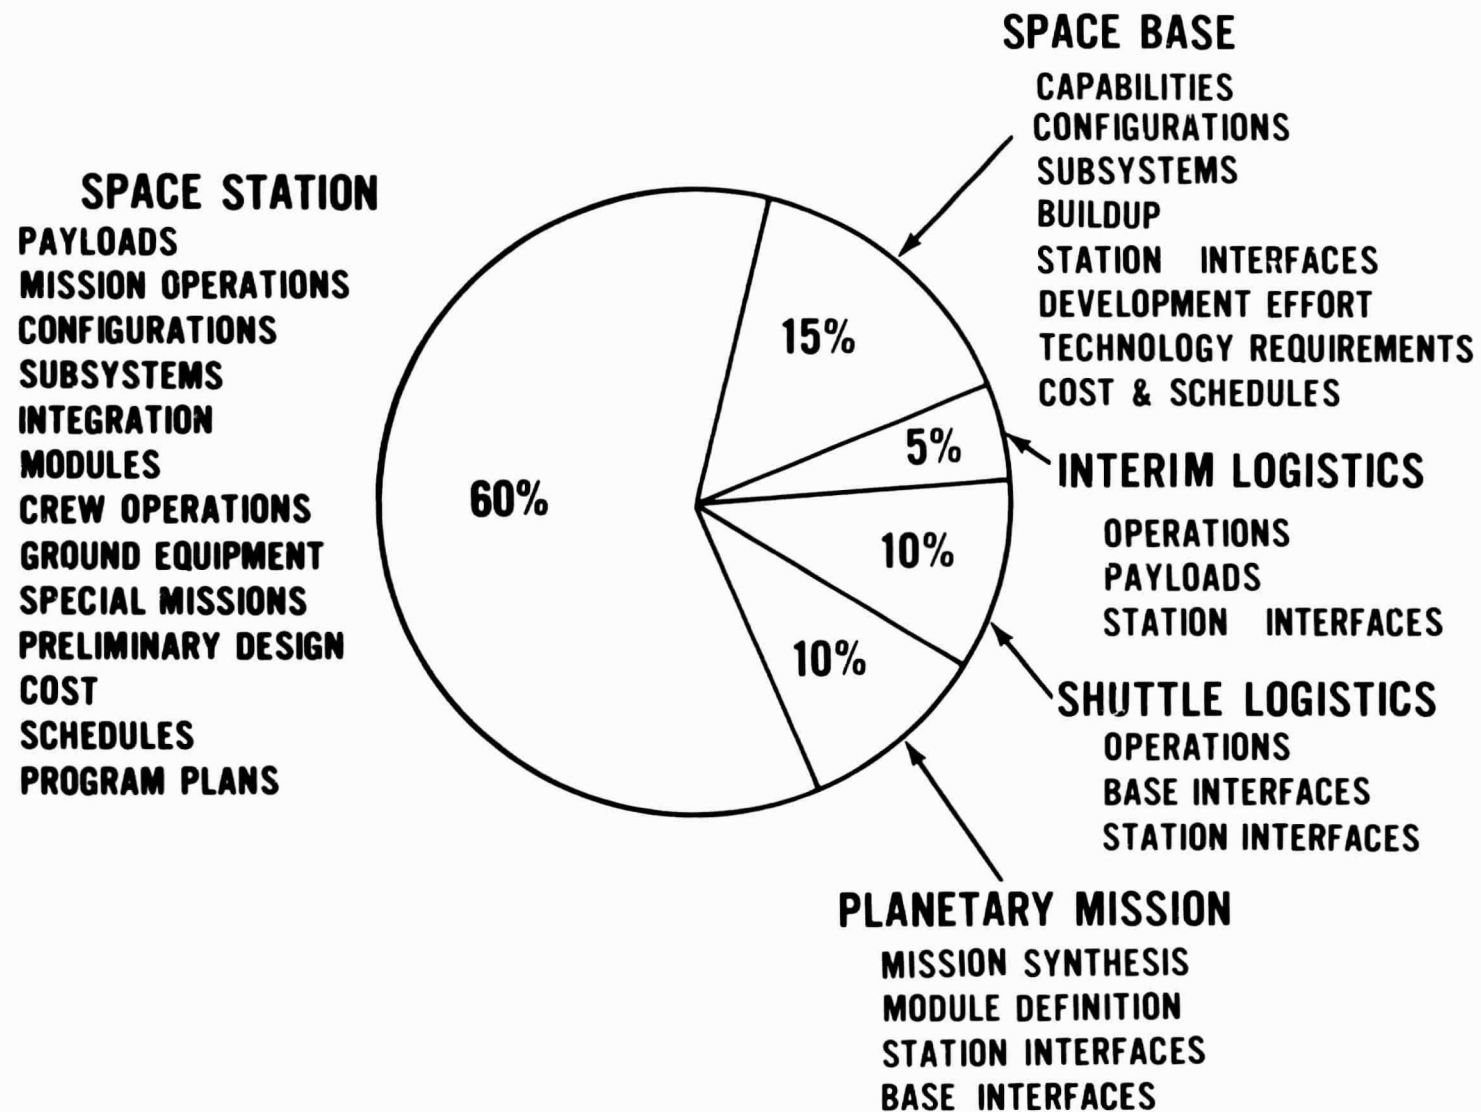 SPACE STATION
PAYLOADS
MISSION OPERATIONS
CONFIGURATIONS
SUBSYSTEMS
INTEGRATION
MODULES
CREW OPERATIONS
GROUND EQUIPMENT
SPECIAL MISSIONS
PRELIMINARY DESIGN
COST
SCHEDULES
PROGRAM PLANS
60%
15%
5%
10%
10%
SPACE BASE
CAPABILITIES
CONFIGURATIONS
SUBSYSTEMS
BUILDUP
STATION INTERFACES
DEVELOPMENT EFFORT
TECHNOLOGY REQUIREMENTS
COST & SCHEDULES
INTERIM LOGISTICS
OPERATIONS
PAYLOADS
STATION INTERFACES
SHUTTLE LOGISTICS
OPERATIONS
BASE INTERFACES
STATION INTERFACES
PLANETARY MISSION
MISSION SYNTHESIS
MODULE DEFINITION
STATION INTERFACES
BASE INTERFACES